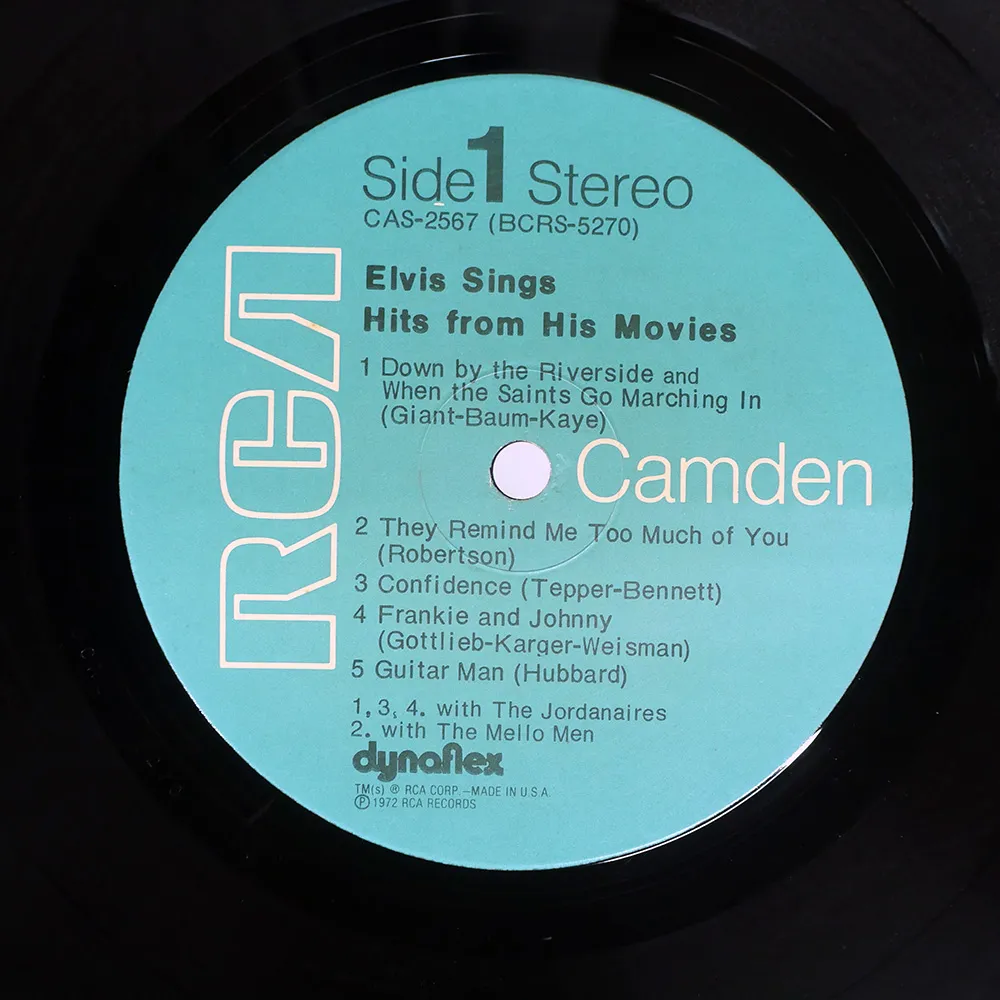 Side 1 Stereo
CAS-2567 (BCRS-5270)
Elvis Sings
Hits from His Movies
1 Down by the Riverside and
When the Saints Go Marching In
(Giant-Baum-Kaye)
RCA
Camden
2 They Remind Me Too Much of You
(Robertson)
3 Confidence (Tepper-Bennett)
4 Frankie and Johnny
(Gottlieb-Karger-Weisman)
5 Guitar Man (Hubbard)
1, 3, 4. with The Jordanaires
2. with The Mello Men
dynaflex
TM(s) ® RCA CORP. –MADE IN U.S.A.
℗ 1972 RCA RECORDS